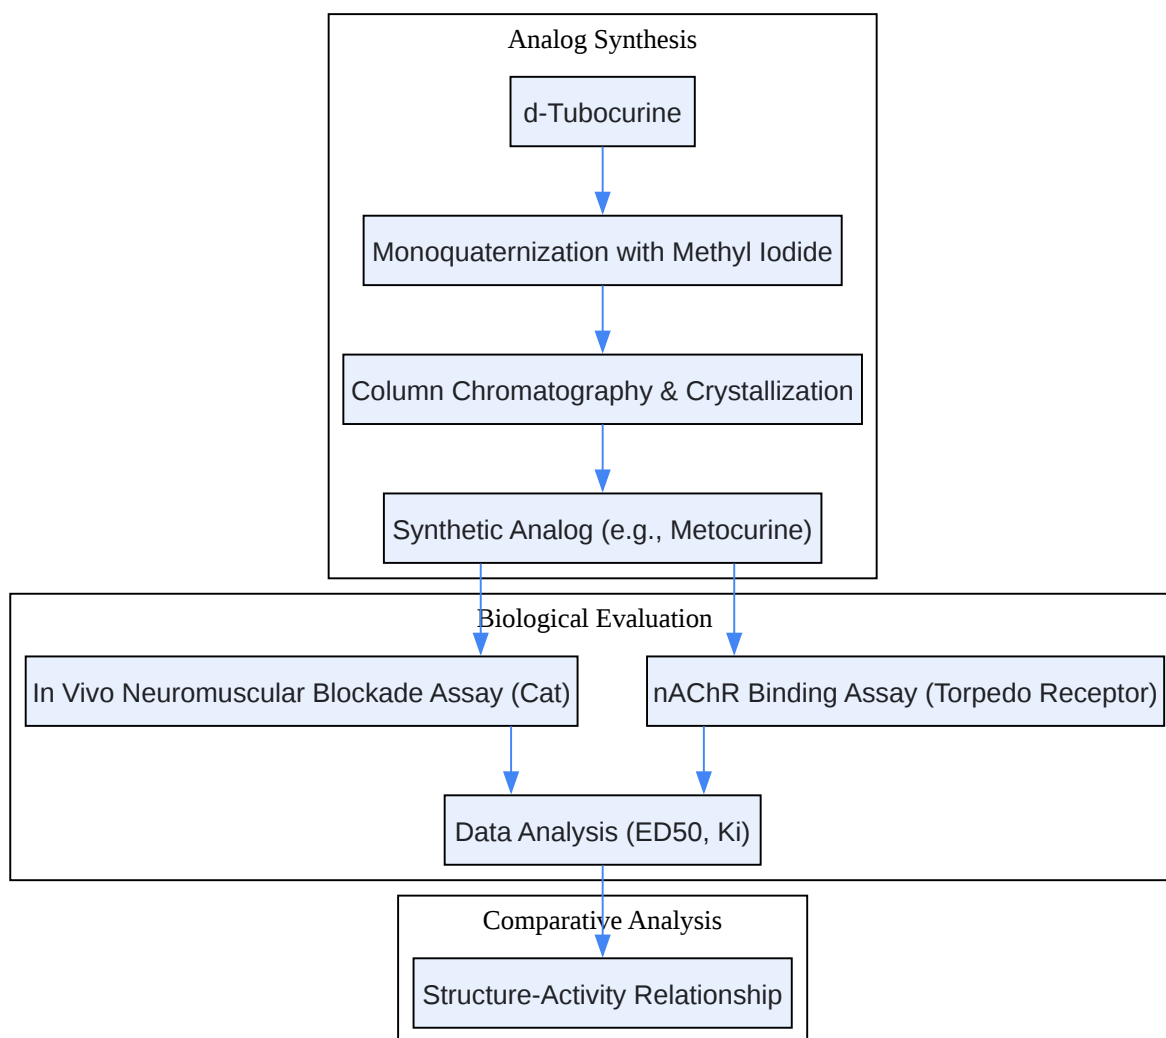 Analog Synthesis
d-Tubocurine
Monoquaternization with Methyl Iodide
Column Chromatography & Crystallization
Synthetic Analog (e.g., Metocurine)
Biological Evaluation
In Vivo Neuromuscular Blockade Assay (Cat)
nAChR Binding Assay (Torpedo Receptor)
Data Analysis (ED50, Ki)
Comparative Analysis
Structure-Activity Relationship